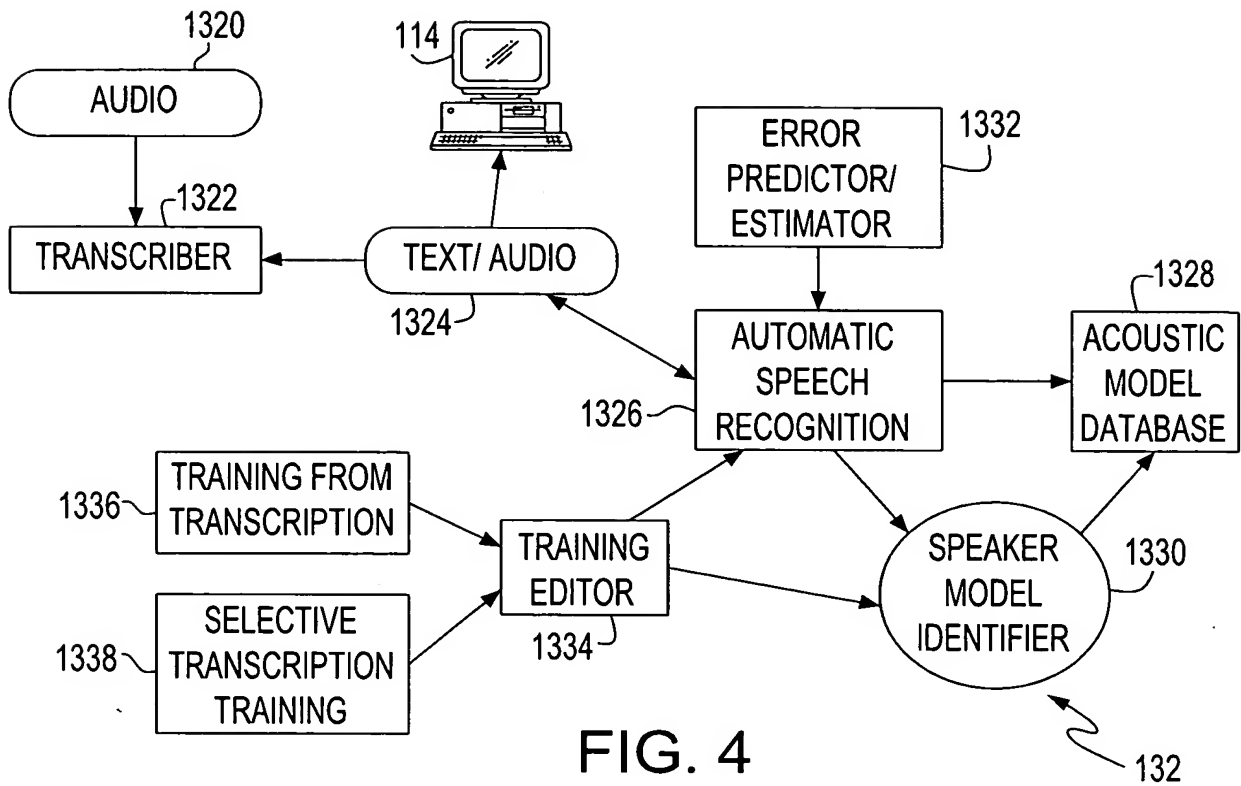 1320
AUDIO
114
1322
TRANSCRIBER
TEXT/ AUDIO
1324
ERROR
PREDICTOR/
ESTIMATOR
1332
AUTOMATIC
SPEECH
RECOGNITION
1326
1328
ACOUSTIC
MODEL
DATABASE
TRAINING FROM
TRANSCRIPTION
1336
SELECTIVE
TRANSCRIPTION
TRAINING
1338
TRAINING
EDITOR
1334
SPEAKER
MODEL
IDENTIFIER
1330
132
FIG. 4